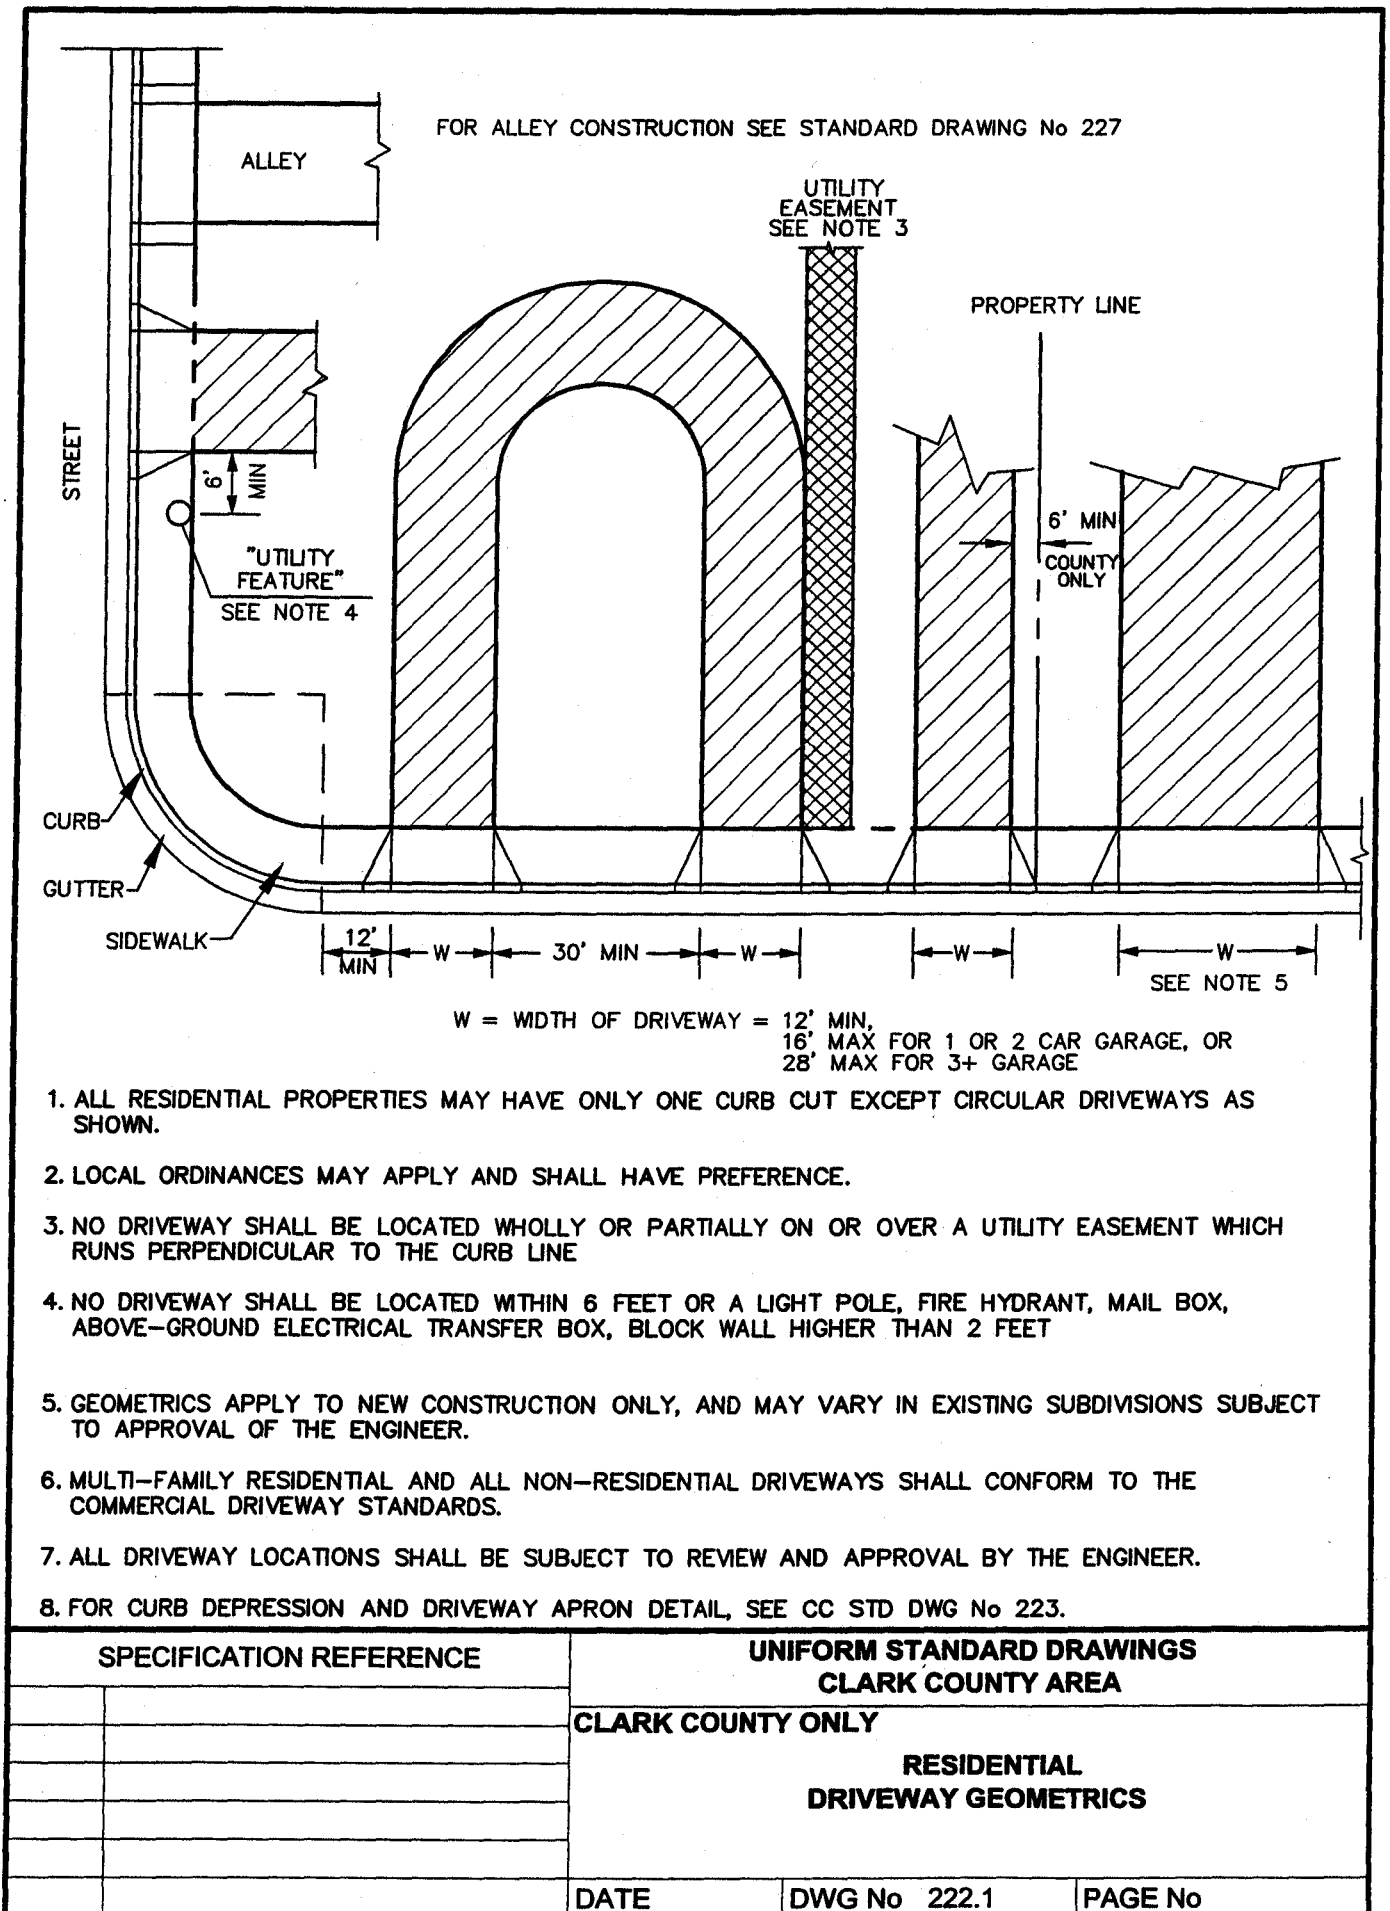 FOR ALLEY CONSTRUCTION SEE STANDARD DRAWING No 227
ALLEY
UTILITY
EASEMENT
SEE NOTE 3
PROPERTY LINE
STREET
6'
MIN
"UTILITY
FEATURE"
SEE NOTE 4
6' MIN
COUNTY
ONLY
CURB
GUTTER
SIDEWALK
12'
MIN
W
30' MIN
W
W
W
SEE NOTE 5
W = WIDTH OF DRIVEWAY = 12' MIN,
16' MAX FOR 1 OR 2 CAR GARAGE, OR
28' MAX FOR 3+ GARAGE
1. ALL RESIDENTIAL PROPERTIES MAY HAVE ONLY ONE CURB CUT EXCEPT CIRCULAR DRIVEWAYS AS
SHOWN.
2. LOCAL ORDINANCES MAY APPLY AND SHALL HAVE PREFERENCE.
3. NO DRIVEWAY SHALL BE LOCATED WHOLLY OR PARTIALLY ON OR OVER A UTILITY EASEMENT WHICH
RUNS PERPENDICULAR TO THE CURB LINE
4. NO DRIVEWAY SHALL BE LOCATED WITHIN 6 FEET OR A LIGHT POLE, FIRE HYDRANT, MAIL BOX,
ABOVE-GROUND ELECTRICAL TRANSFER BOX, BLOCK WALL HIGHER THAN 2 FEET
5. GEOMETRICS APPLY TO NEW CONSTRUCTION ONLY, AND MAY VARY IN EXISTING SUBDIVISIONS SUBJECT
TO APPROVAL OF THE ENGINEER.
6. MULTI-FAMILY RESIDENTIAL AND ALL NON-RESIDENTIAL DRIVEWAYS SHALL CONFORM TO THE
COMMERCIAL DRIVEWAY STANDARDS.
7. ALL DRIVEWAY LOCATIONS SHALL BE SUBJECT TO REVIEW AND APPROVAL BY THE ENGINEER.
8. FOR CURB DEPRESSION AND DRIVEWAY APRON DETAIL, SEE CC STD DWG No 223.
SPECIFICATION REFERENCE
UNIFORM STANDARD DRAWINGS
CLARK COUNTY AREA
CLARK COUNTY ONLY
RESIDENTIAL
DRIVEWAY GEOMETRICS
DATE
DWG No 222.1
PAGE No